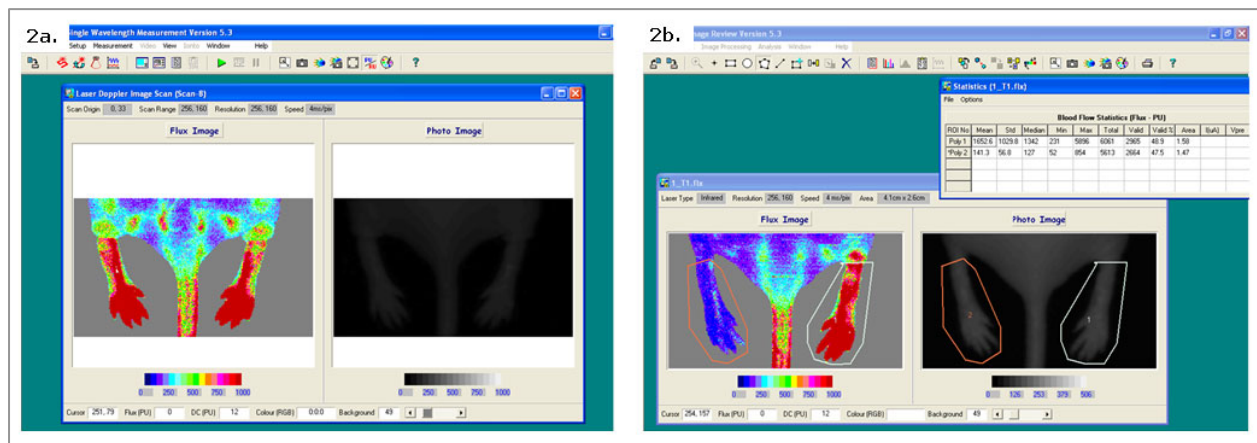 2a.
ingle Wavelength Measurement Version 5.3
Setup Measurement Video View Ionto Window Help
Laser Doppler Image Scan (Scan-B)
Scan Origin 0, 33 Scan Range 256, 160 Resolution 256, 160 Speed 4ms/pix
Flux Image Photo Image
0 250 500 750 1000 0 250 500 750 1000
Cursor 251, 79 Flux (PU) 0 DC (PU) 12 Colour (RGB) 0:0:0 Background 49
2b.
mage Review Version 5.3
Image Processing Analysis Window Help
Statistics (1_T1.flx)
File Options
Blood Flow Statistics (Flux - PU)
ROI No Mean Std Median Min Max Total Valid Valid % Area I(uA) Vpre
Poly 1 1652.6 1029.8 1342 231 5896 6061 2965 48.9 1.58
*Poly 2 141.3 56.8 127 52 854 5613 2664 47.5 1.47
1_T1.flx
Laser Type Infrared Resolution 256, 160 Speed 4 ms/pix Area 4.1cm x 2.6cm
Flux Image Photo Image
2 1
0 250 500 750 1000 0 126 253 379 506
Cursor 254, 157 Flux (PU) 0 DC (PU) 12 Colour (RGB) Background 49